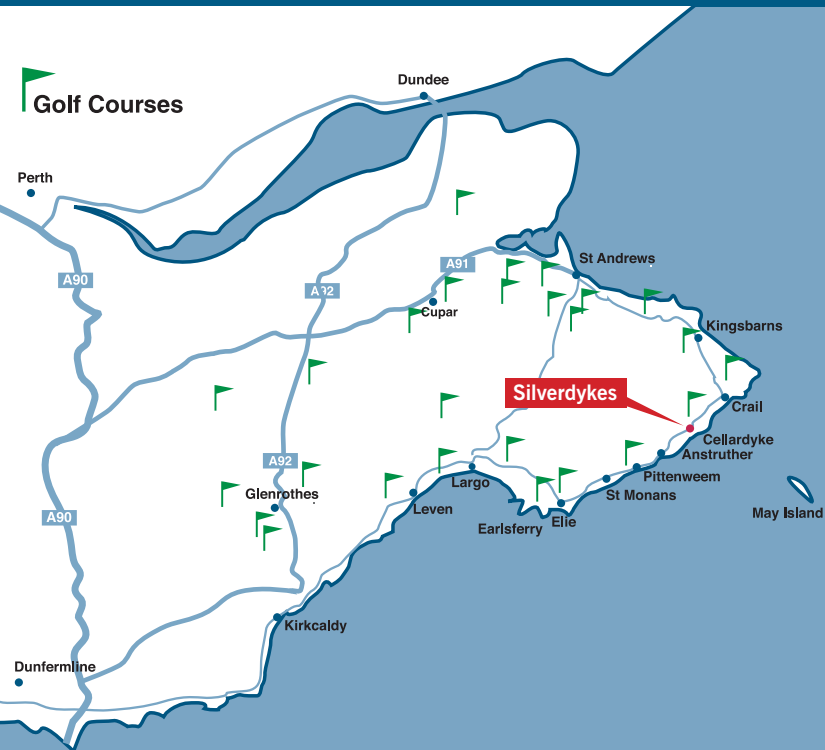 Dundee
Golf Courses
Perth
St Andrews
A91
A90
A92
Cupar
Kingsbarns
Silverdykes
Crail
Cellardyke
Anstruther
A92
Pittenweem
Largo
Glenrothes
St Monans
Leven
May Island
A90
Elie
Earlsferry
Kirkcaldy
Dunfermline